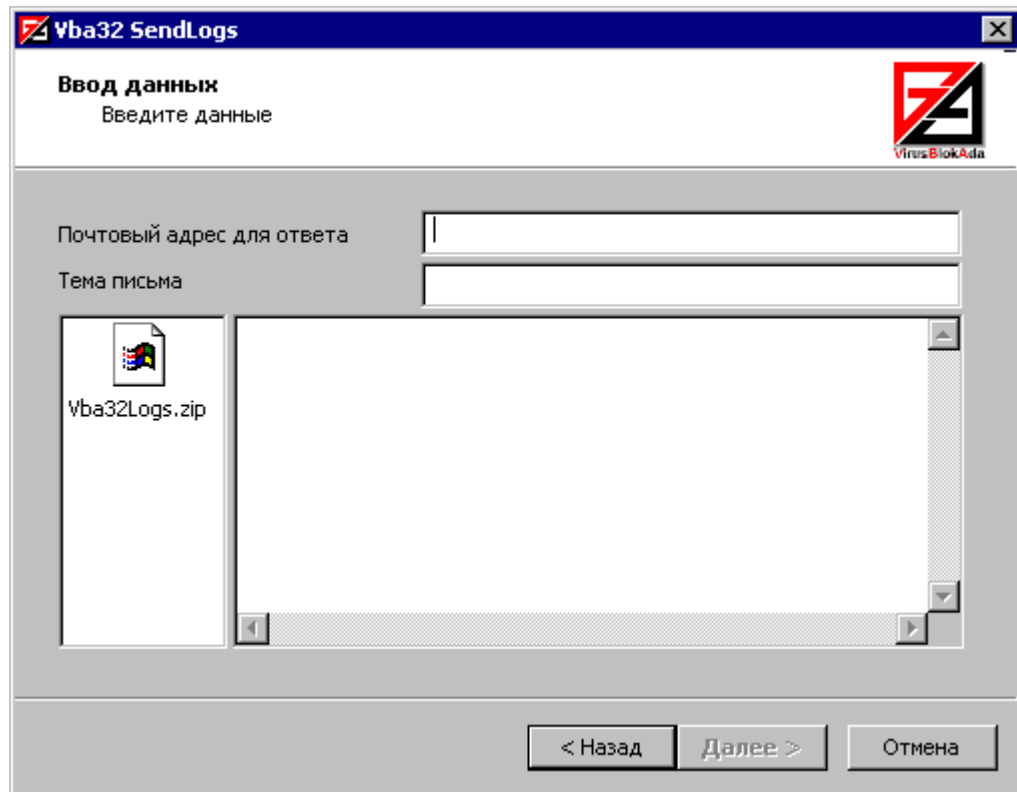 Vba32 SendLogs
Ввод данных
Введите данные
VirusBlokAda
Почтовый адрес для ответа
Тема письма
Vba32Logs.zip
< Назад
Далее >
Отмена